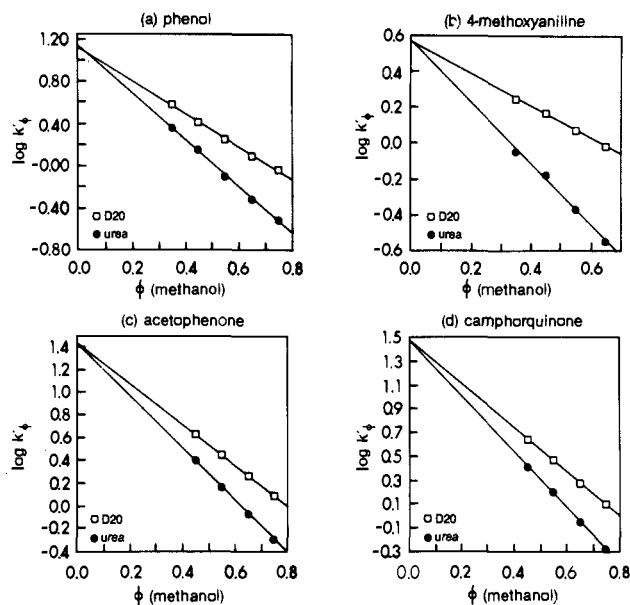 (a) phenol
1.20
0.80
0.40
-0.00
-0.40
-0.80
log k'ϕ
□ D20
● urea
0.0 0.2 0.4 0.6 0.8
ϕ (methanol)
(b) 4-methoxyaniline
0.6
0.4
0.2
0.0
-0.2
-0.4
-0.6
log k'ϕ
□ D20
● urea
0.0 0.2 0.4 0.6
ϕ (methanol)
(c) acetophenone
1.4
1.2
1.0
0.8
0.6
0.4
0.2
0.0
-0.2
-0.4
log k'ϕ
□ D20
● urea
0.0 0.2 0.4 0.6 0.8
ϕ (methanol)
(d) camphorquinone
1.5
1.3
1.1
0.9
0.7
0.5
0.3
0.1
-0.1
-0.3
log k'ϕ
□ D20
● urea
0.0 0.2 0.4 0.6 0.8
ϕ (methanol)